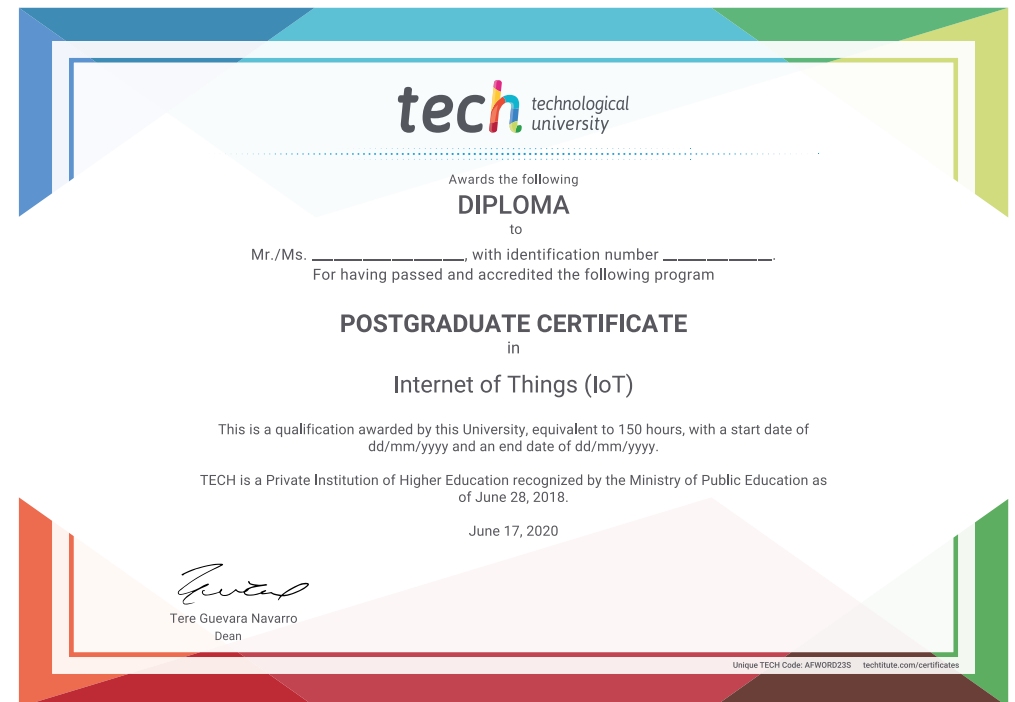 tech technological
university
Awards the following
DIPLOMA
to
Mr./Ms. _______________, with identification number ___________.
For having passed and accredited the following program
POSTGRADUATE CERTIFICATE
in
Internet of Things (IoT)
This is a qualification awarded by this University, equivalent to 150 hours, with a start date of
dd/mm/yyyy and an end date of dd/mm/yyyy.
TECH is a Private Institution of Higher Education recognized by the Ministry of Public Education as
of June 28, 2018.
June 17, 2020
Tere Guevara Navarro
Dean
Unique TECH Code: AFWORD23S techtitute.com/certificates